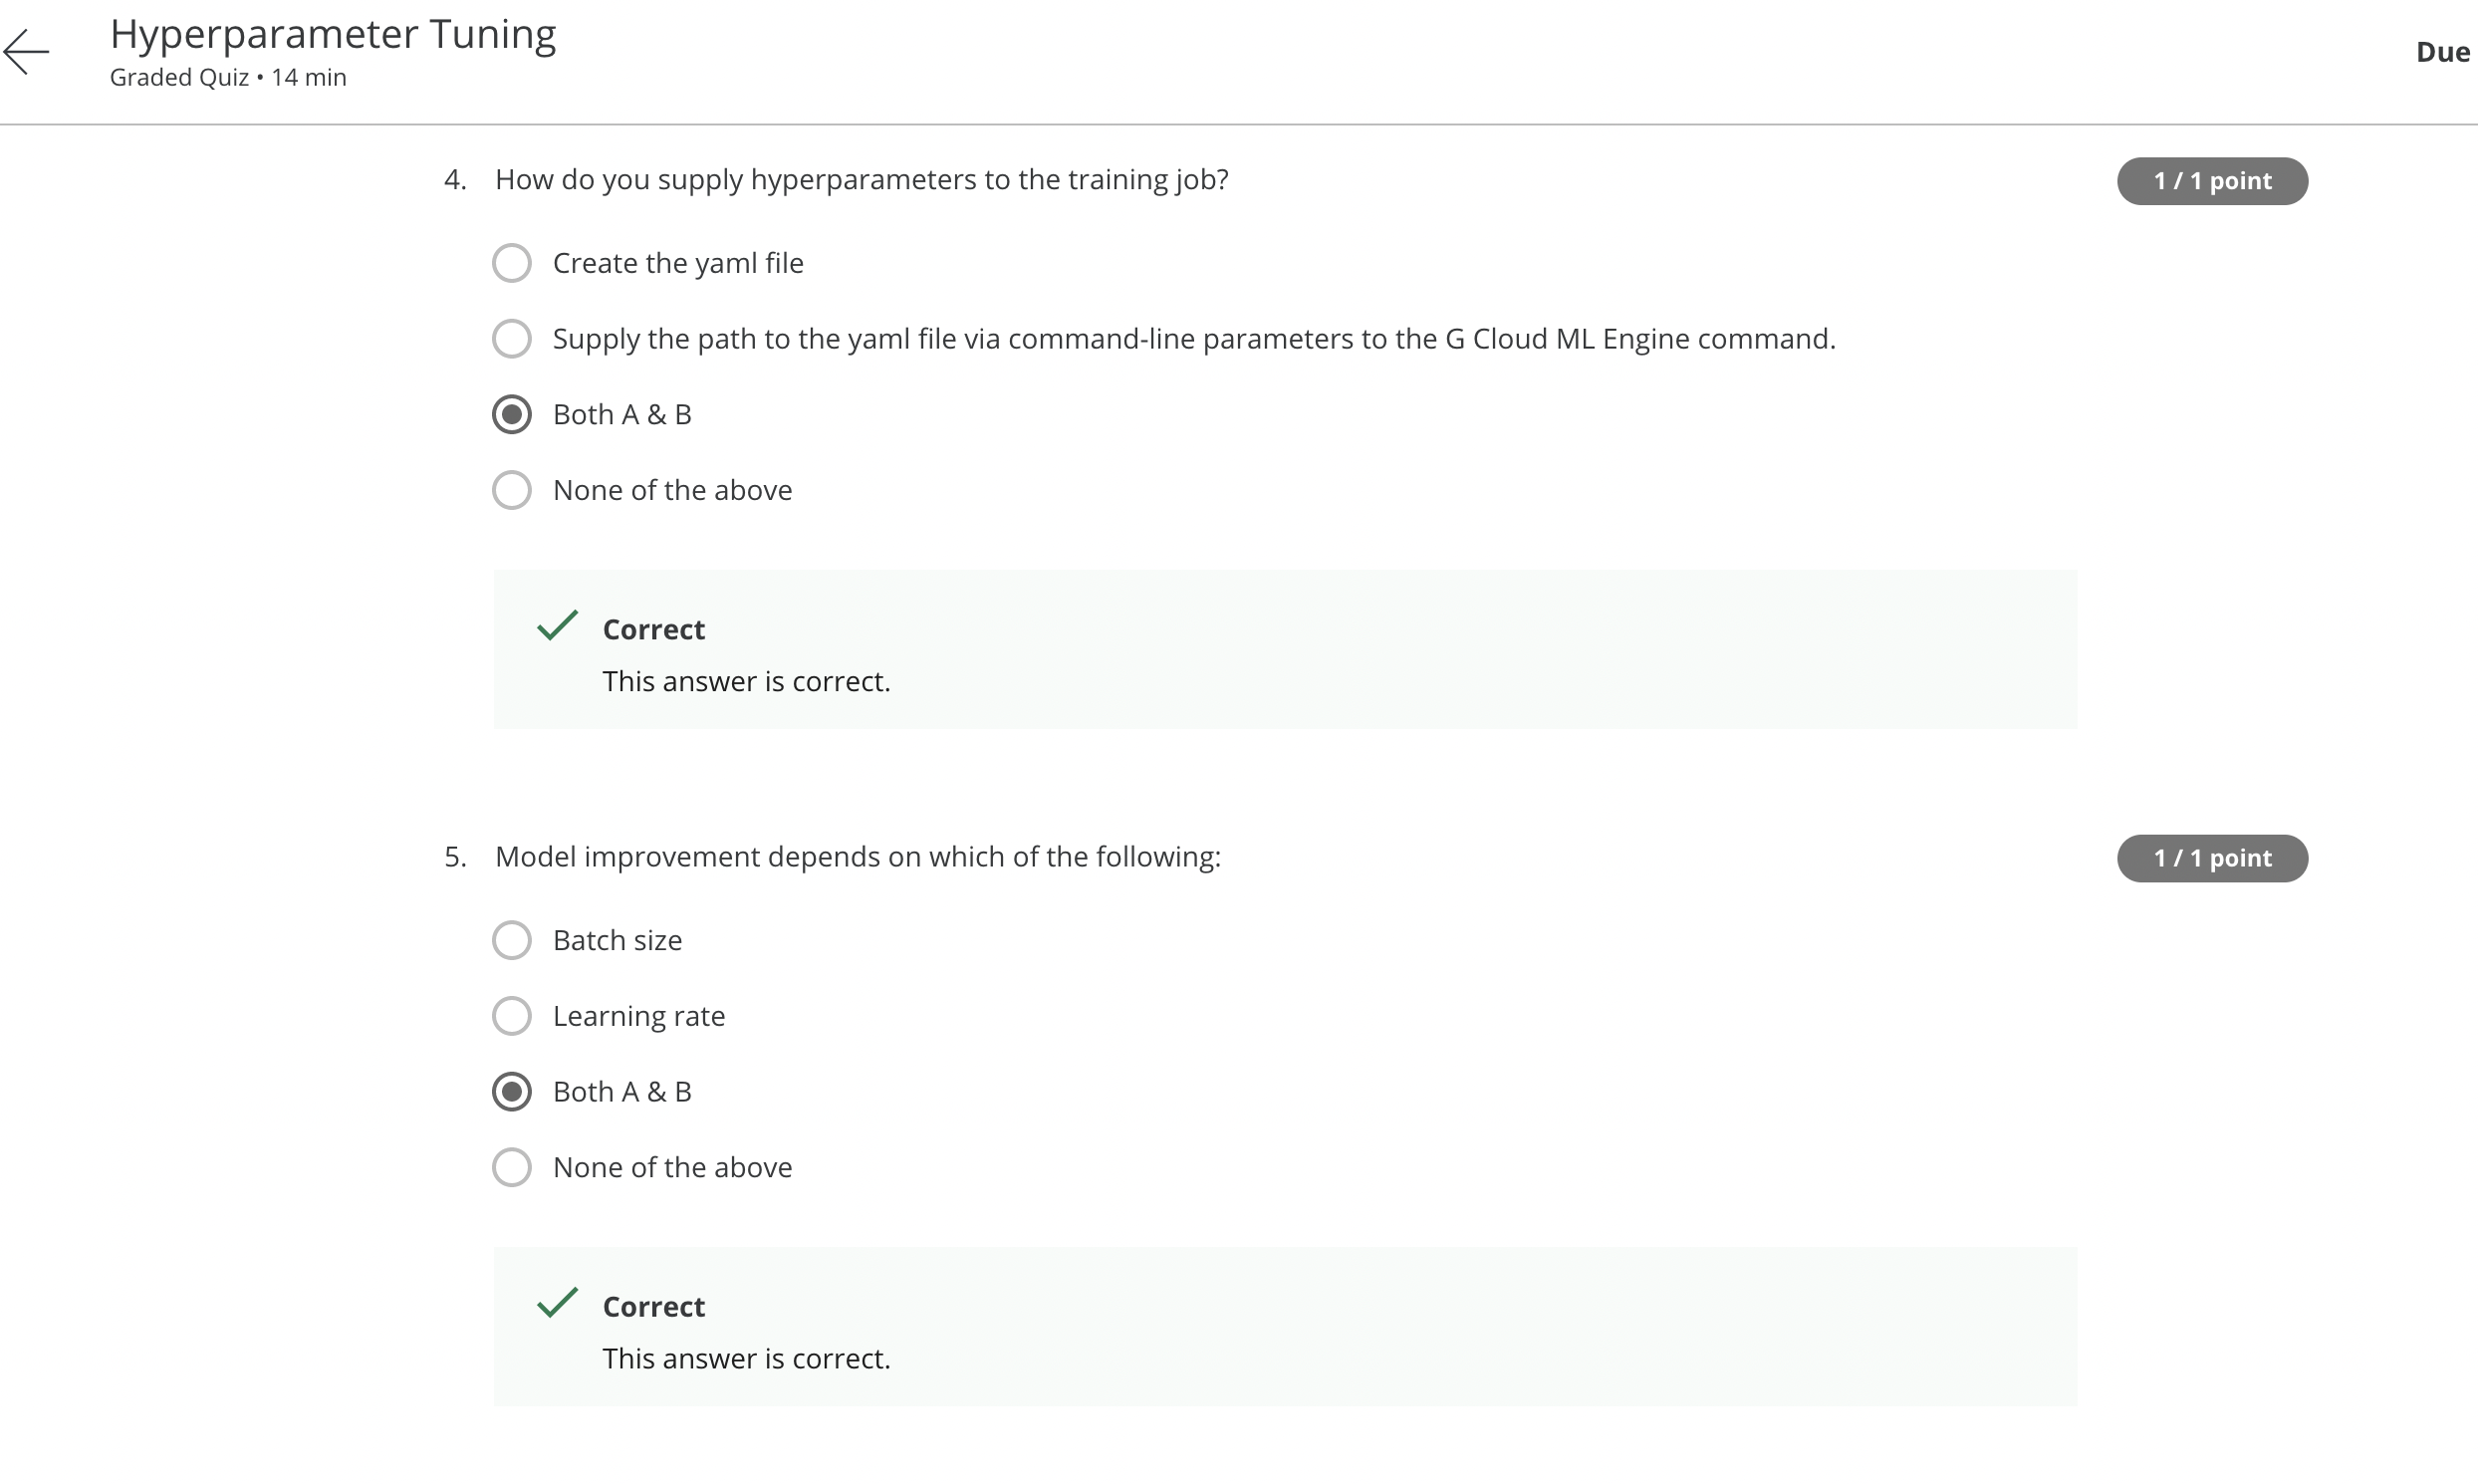 Hyperparameter Tuning
Graded Quiz • 14 min
Due
4. How do you supply hyperparameters to the training job?
1 / 1 point
Create the yaml file
Supply the path to the yaml file via command-line parameters to the G Cloud ML Engine command.
Both A & B
None of the above
Correct
This answer is correct.
5. Model improvement depends on which of the following:
1 / 1 point
Batch size
Learning rate
Both A & B
None of the above
Correct
This answer is correct.